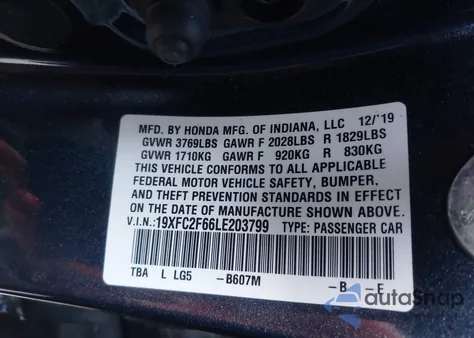 MFD. BY HONDA MFG. OF INDIANA, LLC 12/'19
GVWR 3769LBS GAWR F 2028LBS R 1829LBS
GVWR 1710KG GAWR F 920KG R 830KG
THIS VEHICLE CONFORMS TO ALL APPLICABLE
FEDERAL MOTOR VEHICLE SAFETY, BUMPER,
AND THEFT PREVENTION STANDARDS IN EFFECT
ON THE DATE OF MANUFACTURE SHOWN ABOVE.
V.I.N.:19XFC2F66LE203799 TYPE: PASSENGER CAR
TBA L LG5 -B607M -B -F
autoSnap